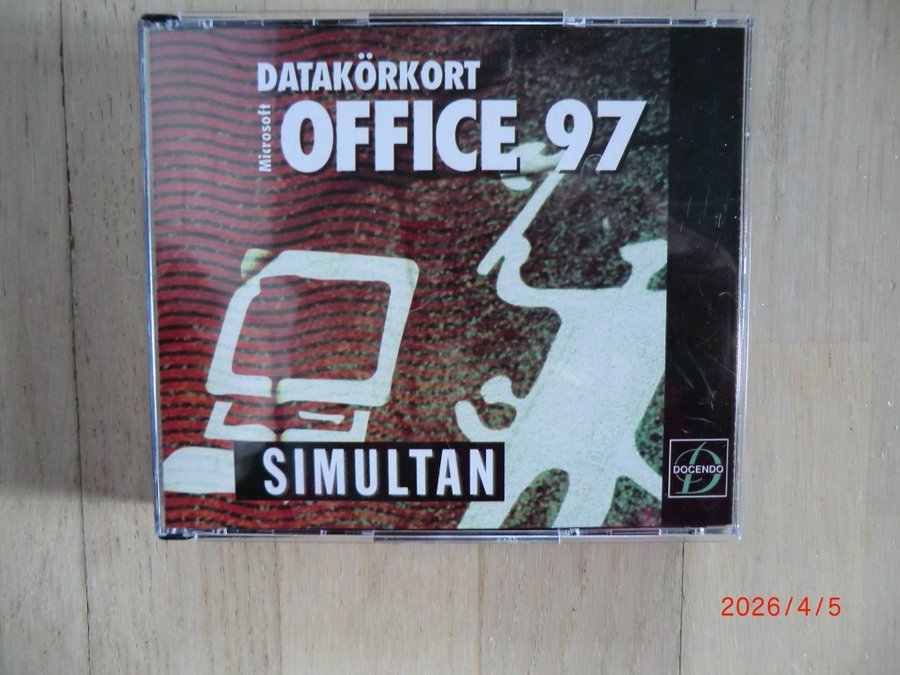 DATAKÖRKORT
Microsoft
OFFICE 97
SIMULTAN
DOCENDO
2026/4/5